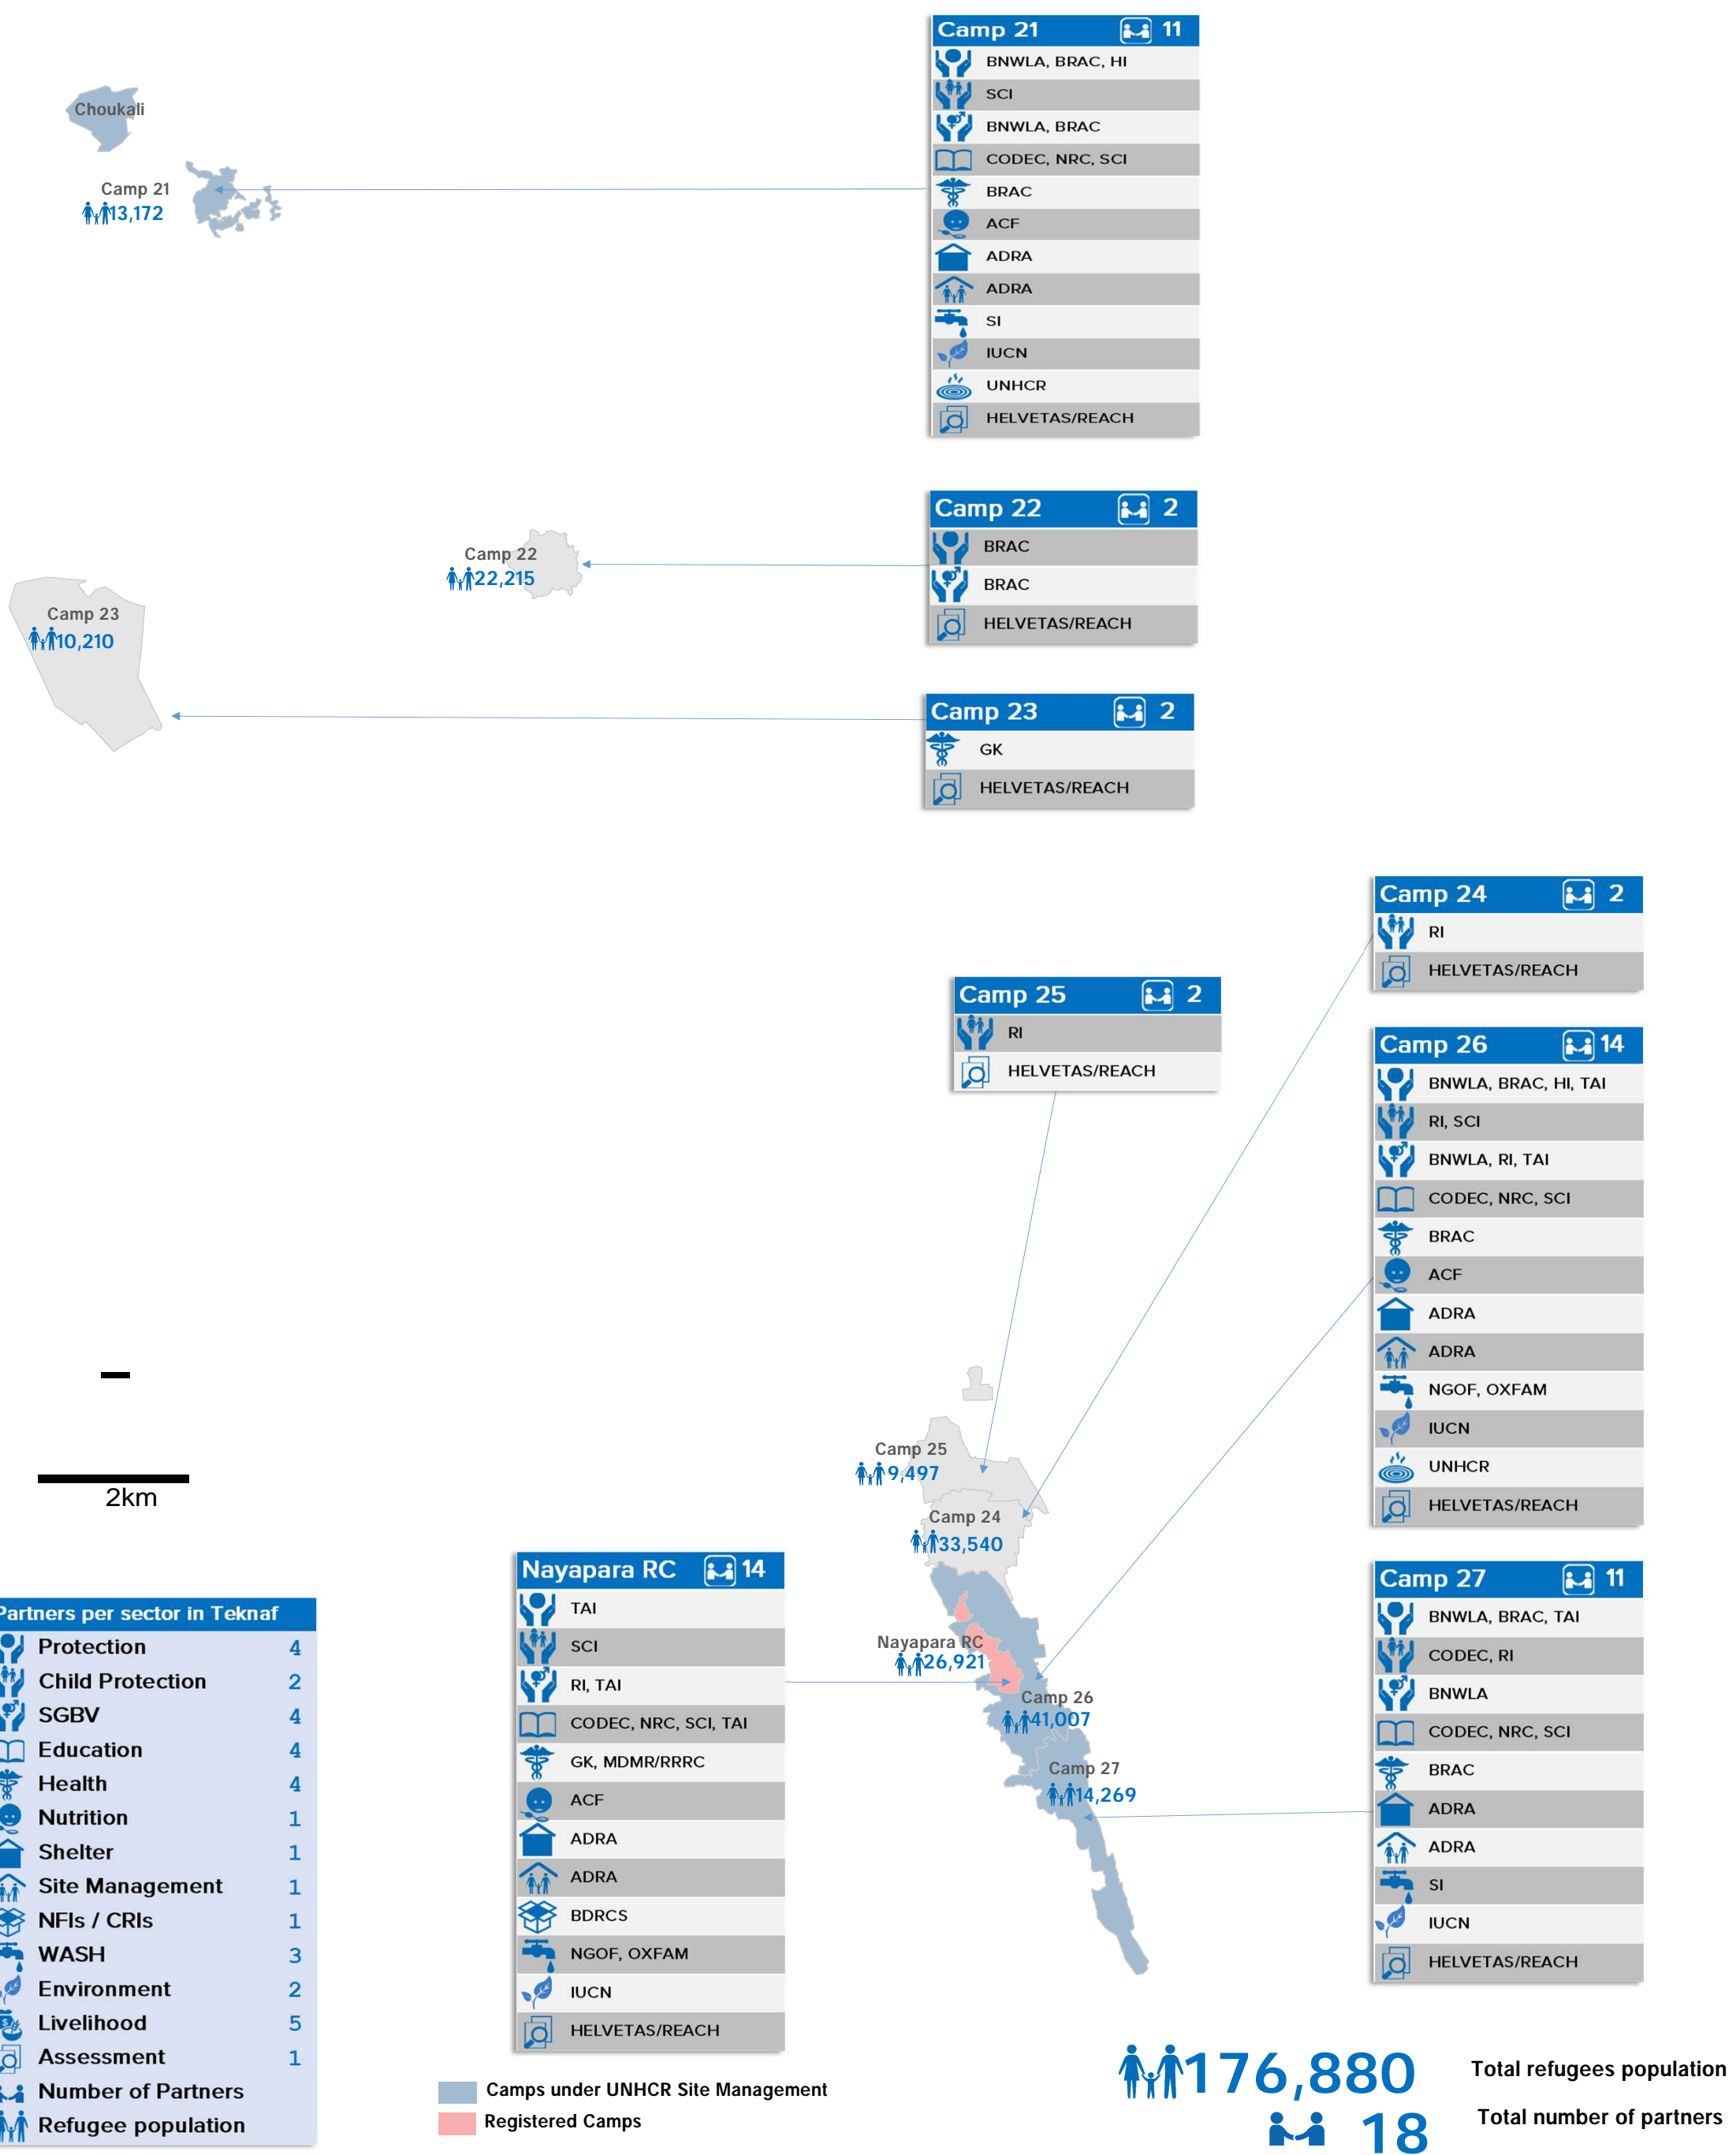 Camp 21 11
BNWLA, BRAC, HI
SCI
BNWLA, BRAC
CODEC, NRC, SCI
BRAC
ACF
ADRA
ADRA
SI
IUCN
UNHCR
HELVETAS/REACH
Choukali
Camp 21
13,172
Camp 22 2
BRAC
BRAC
HELVETAS/REACH
Camp 22
22,215
Camp 23
10,210
Camp 23 2
GK
HELVETAS/REACH
Camp 24 2
RI
HELVETAS/REACH
Camp 25 2
RI
HELVETAS/REACH
Camp 26 14
BNWLA, BRAC, HI, TAI
RI, SCI
BNWLA, RI, TAI
CODEC, NRC, SCI
BRAC
ACF
ADRA
ADRA
NGOF, OXFAM
IUCN
UNHCR
HELVETAS/REACH
2km
Camp 25
9,497
Camp 24
33,540
Nayapara RC
26,921
Camp 26
41,007
Camp 27
14,269
Nayapara RC 14
TAI
SCI
RI, TAI
CODEC, NRC, SCI, TAI
GK, MDMR/RRRC
ACF
ADRA
ADRA
BDRCS
NGOF, OXFAM
IUCN
HELVETAS/REACH
Camp 27 11
BNWLA, BRAC, TAI
CODEC, RI
BNWLA
CODEC, NRC, SCI
BRAC
ADRA
ADRA
SI
IUCN
HELVETAS/REACH
Partners per sector in Teknaf
Protection 4
Child Protection 2
SGBV 4
Education 4
Health 4
Nutrition 1
Shelter 1
Site Management 1
NFIs / CRIs 1
WASH 3
Environment 2
Livelihood 5
Assessment 1
Number of Partners
Refugee population
Camps under UNHCR Site Management
Registered Camps
176,880 Total refugees population
18 Total number of partners